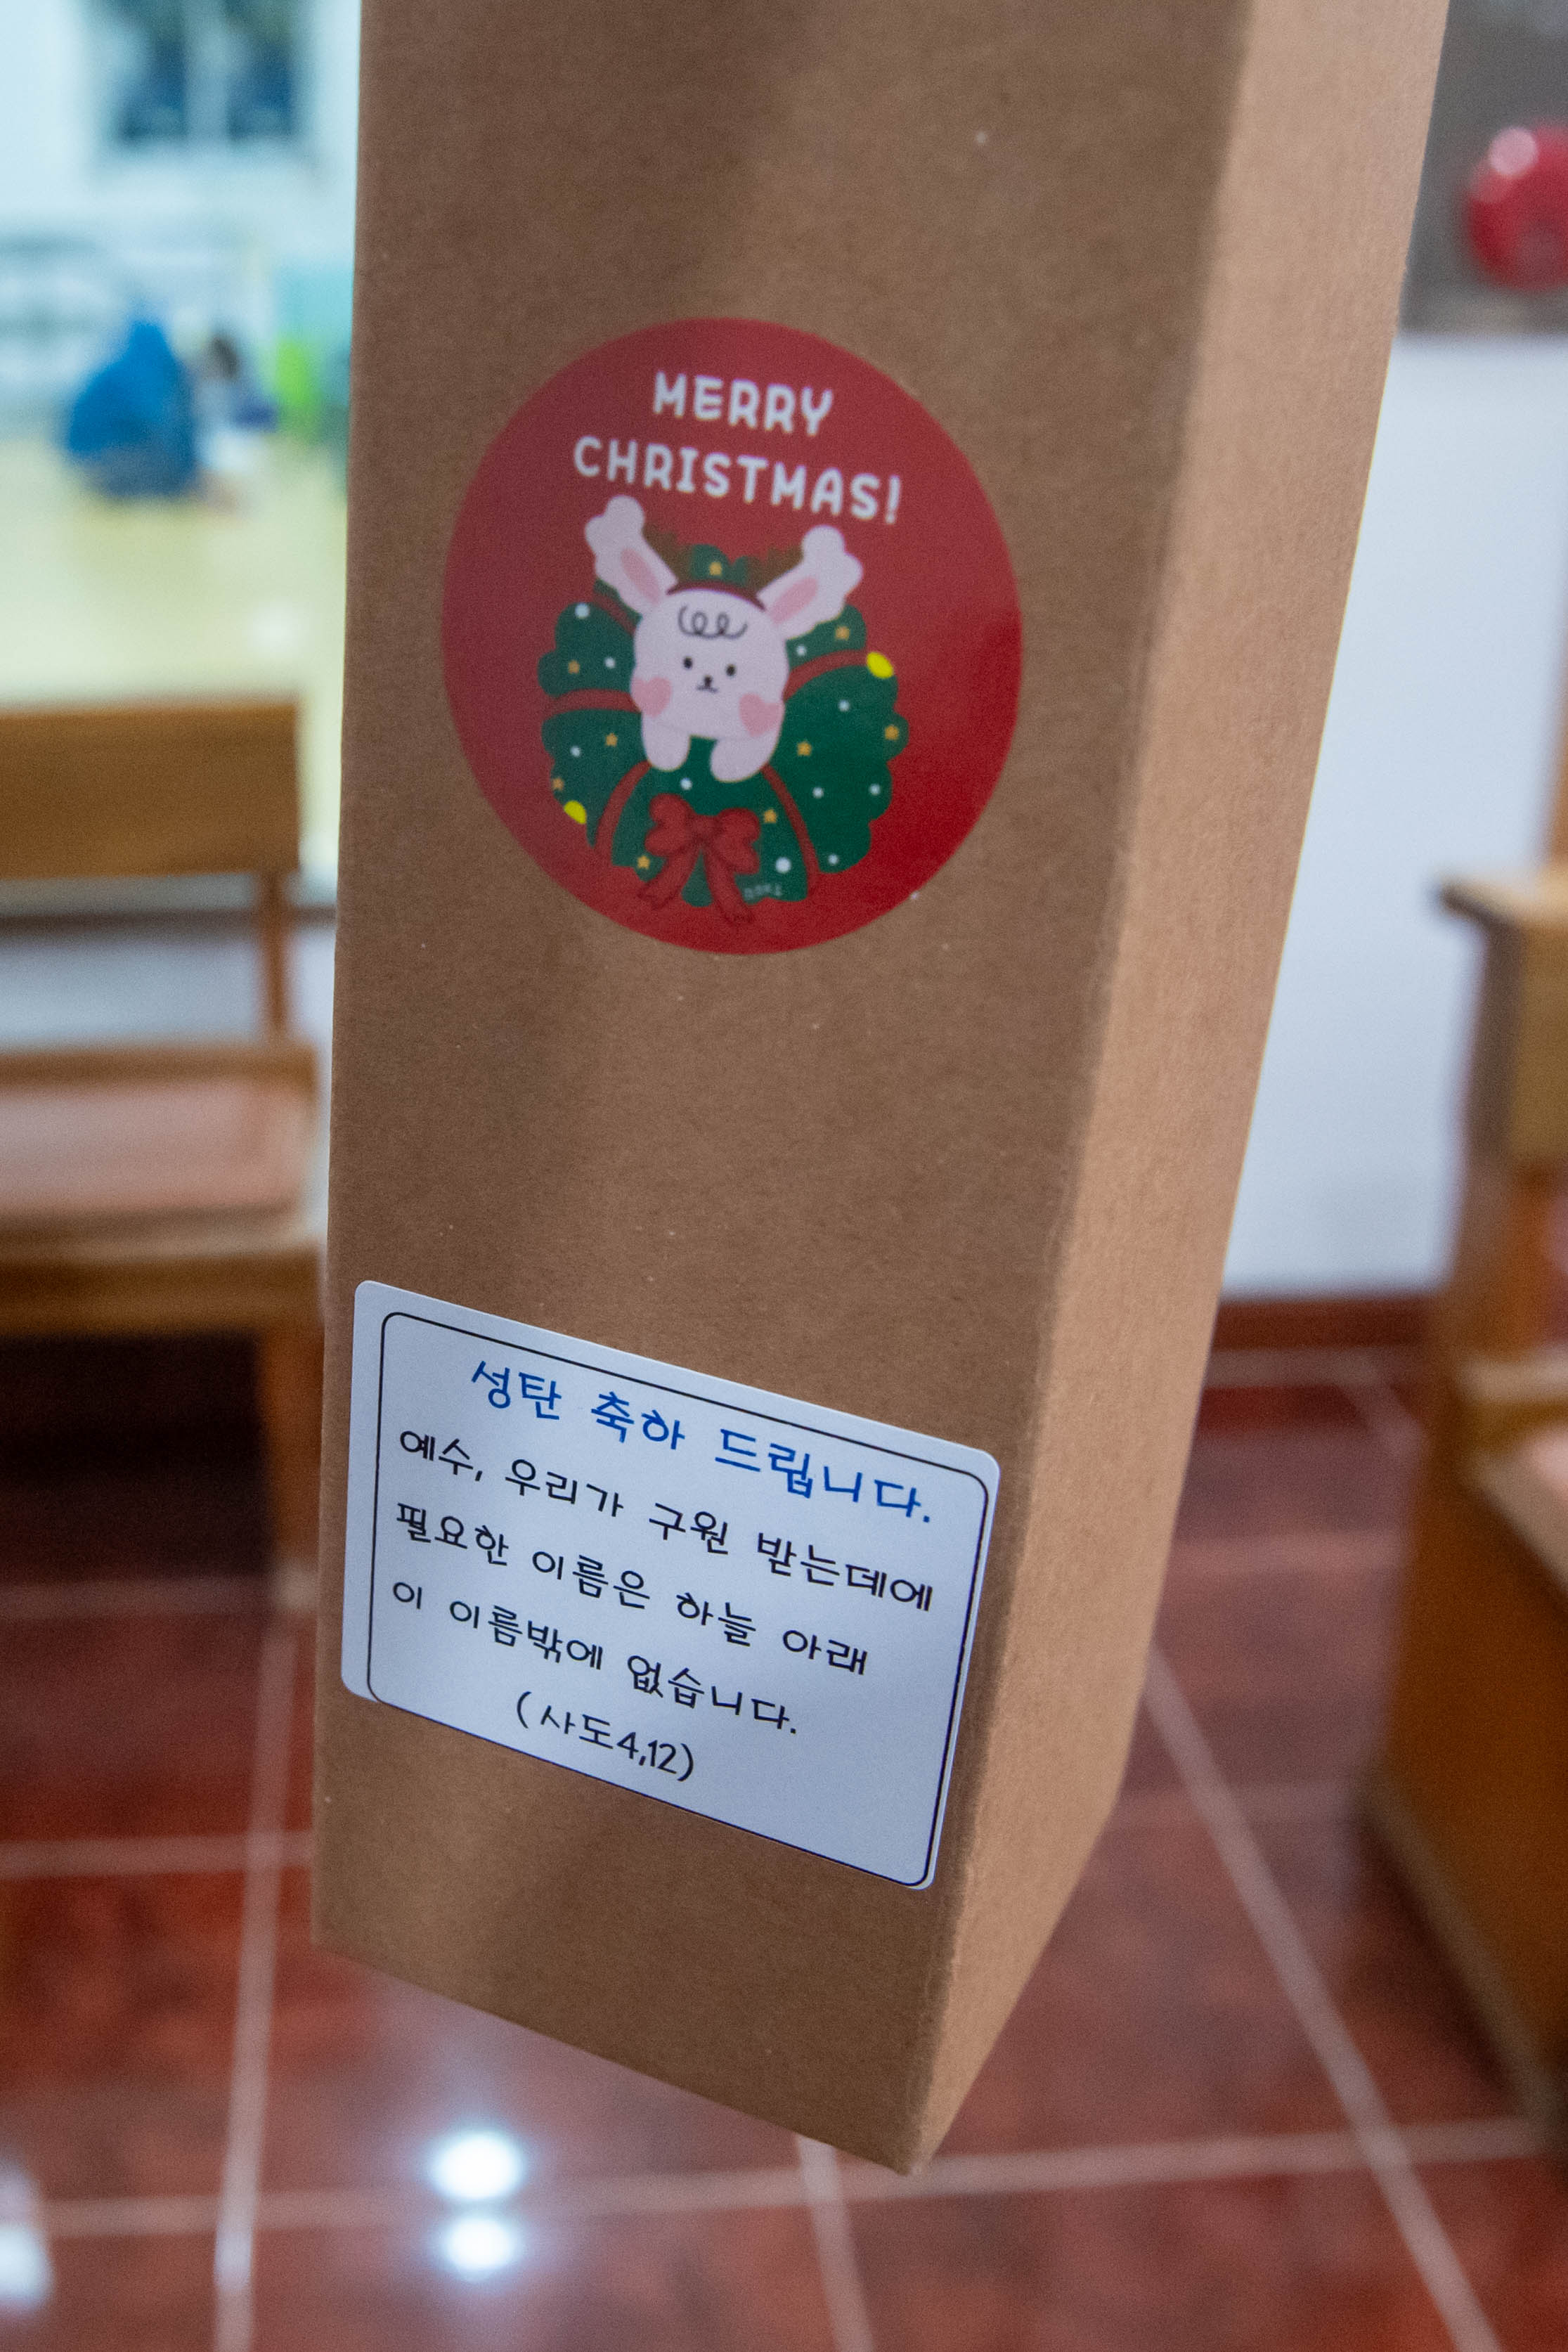 MERRY
CHRISTMAS!
성탄 축하 드립니다.
예수, 우리가 구원 받는데에
필요한 이름은 하늘 아래
이 이름밖에 없습니다.
(사도4,12)